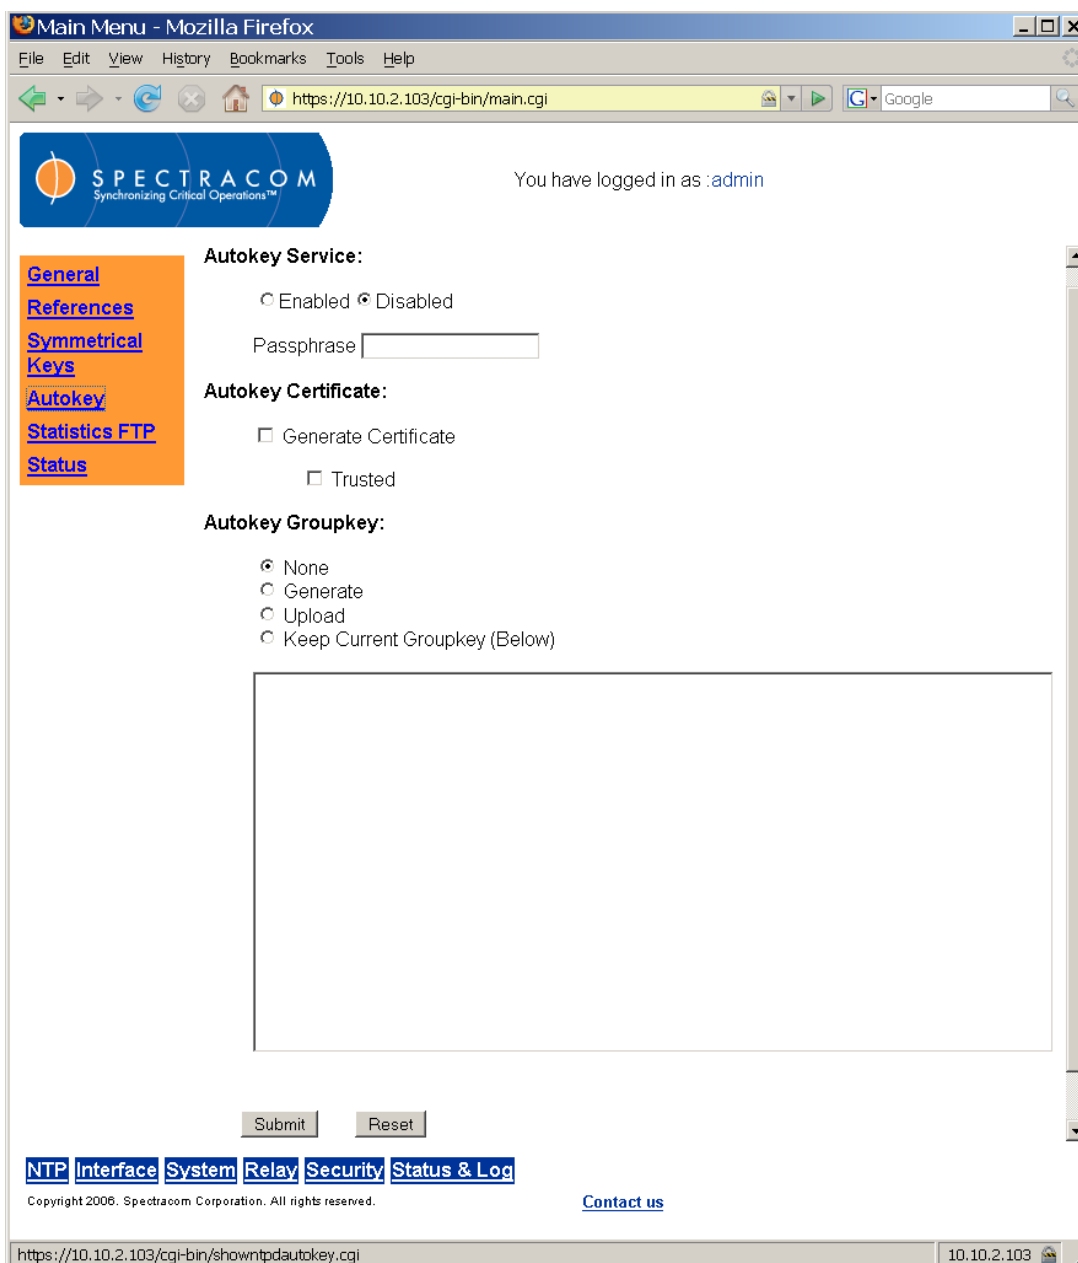 Main Menu - Mozilla Firefox
File Edit View History Bookmarks Tools Help
https://10.10.2.103/cgi-bin/main.cgi
G Google
SPECTRACOM
Synchronizing Critical Operations™
You have logged in as :admin
General
References
Symmetrical
Keys
Autokey
Statistics FTP
Status
Autokey Service:
Enabled Disabled
Passphrase
Autokey Certificate:
Generate Certificate
Trusted
Autokey Groupkey:
None
Generate
Upload
Keep Current Groupkey (Below)
Submit Reset
NTP Interface System Relay Security Status & Log
Copyright 2006. Spectracom Corporation. All rights reserved.
Contact us
https://10.10.2.103/cgi-bin/showntpdautokey.cgi
10.10.2.103